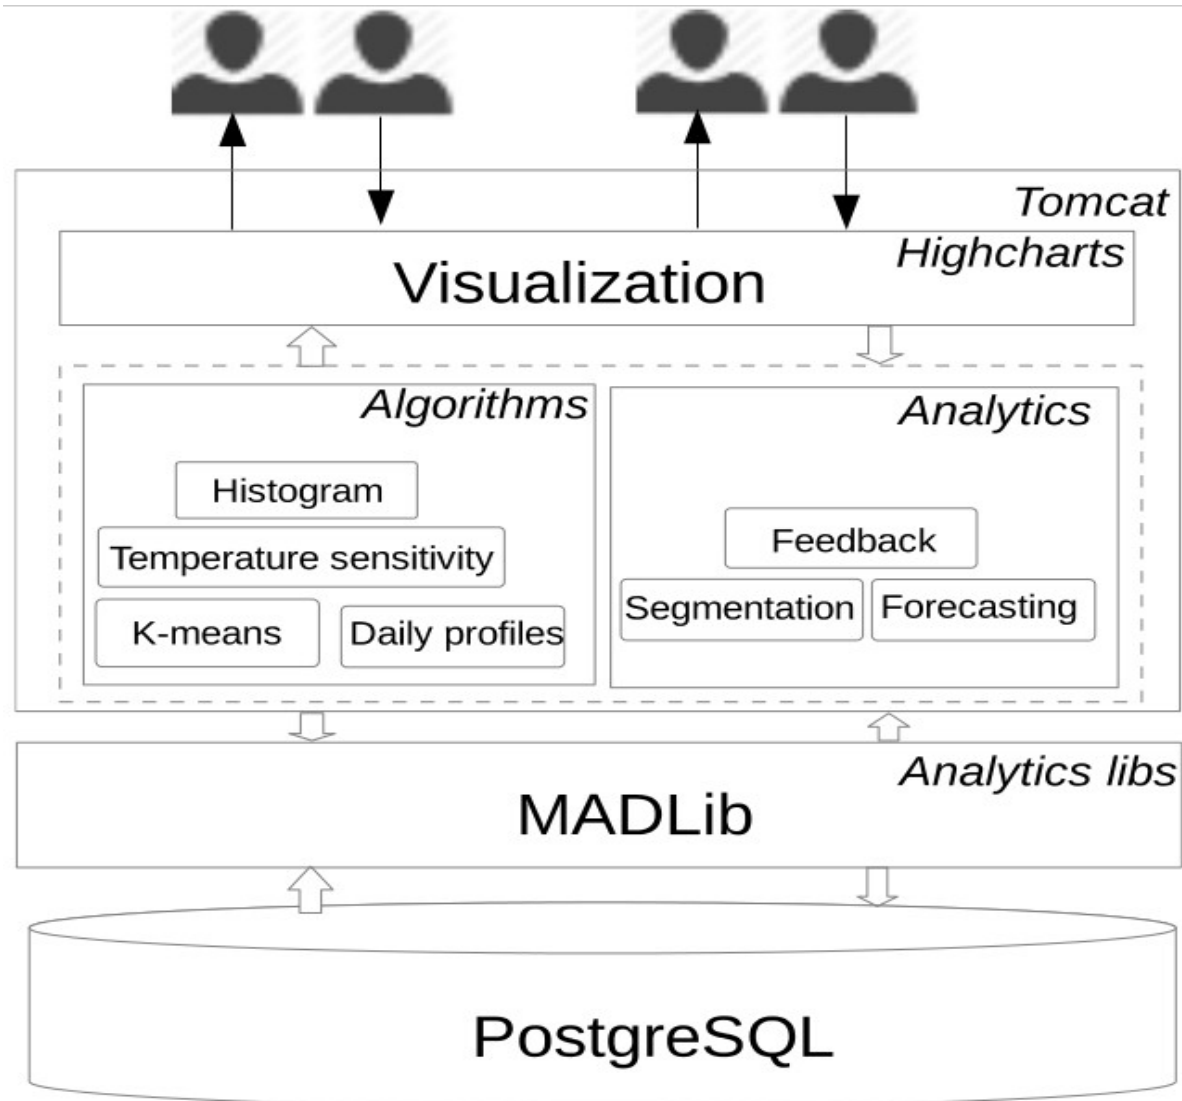 Tomcat
Highcharts
Visualization
Algorithms
Histogram
Temperature sensitivity
K-means
Daily profiles
Analytics
Feedback
Segmentation
Forecasting
Analytics libs
MADLib
PostgreSQL